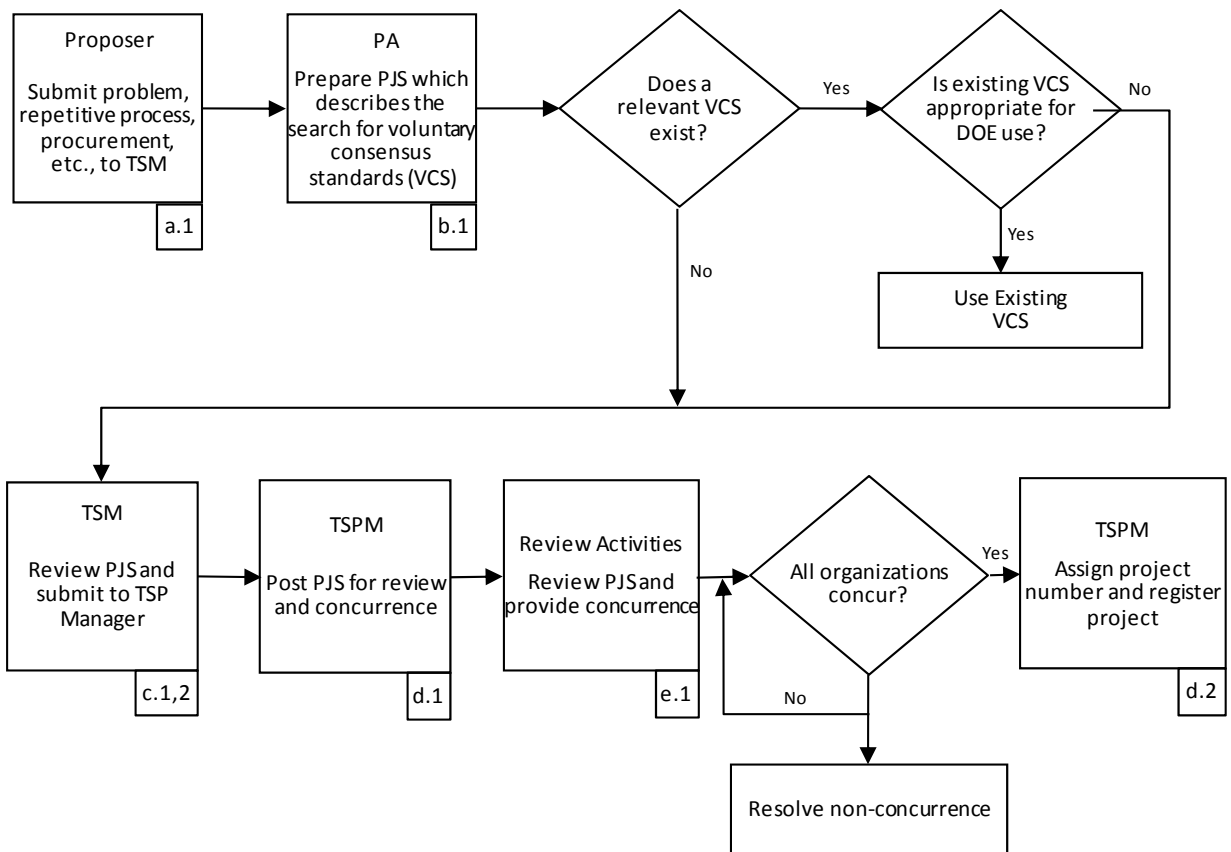 Proposer
Submit problem,
repetitive process,
procurement,
etc., to TSM
a.1
PA
Prepare PJS which
describes the
search for voluntary
consensus
standards (VCS)
b.1
Does a
relevant VCS
exist?
Yes
No
Is existing VCS
appropriate for
DOE use?
No
Yes
Use Existing
VCS
TSM
Review PJS and
submit to TSP
Manager
c.1,2
TSPM
Post PJS for review
and concurrence
d.1
Review Activities
Review PJS and
provide concurrence
e.1
All organizations
concur?
Yes
No
TSPM
Assign project
number and register
project
d.2
Resolve non-concurrence